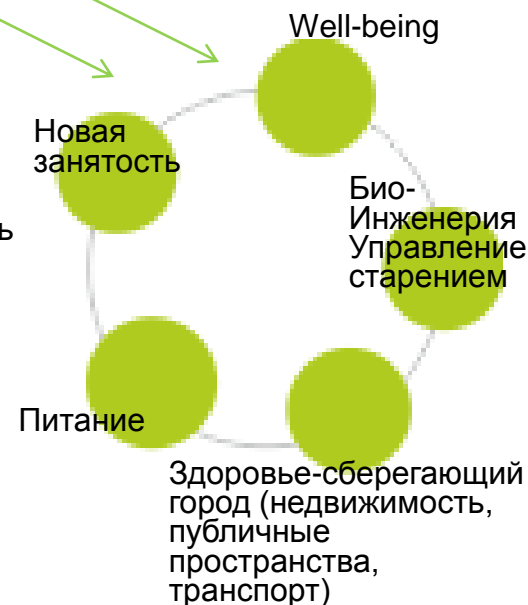 Well-being
Новая
занятость
Био-
Инженерия
Управление
старением
ь
Питание
Здоровье-сберегающий
город (недвижимость,
публичные
пространства,
транспорт)